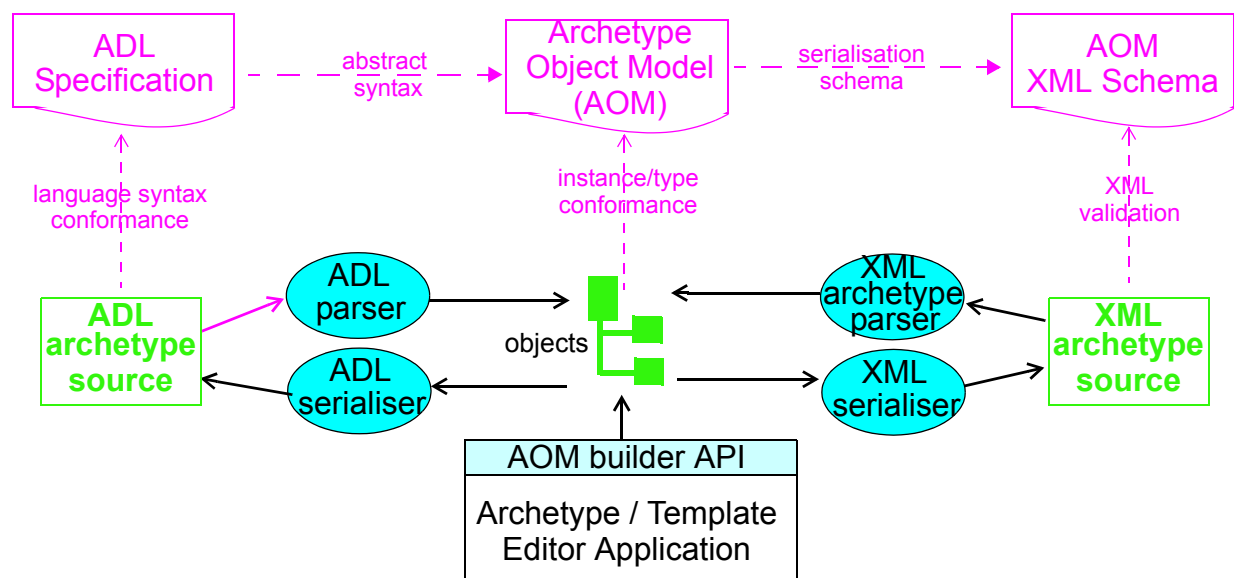 ADL
Specification
abstract
syntax
Archetype
Object Model
(AOM)
serialisation
schema
AOM
XML Schema
language syntax
conformance
instance/type
conformance
XML
validation
ADL
archetype
source
ADL
parser
ADL
serialiser
objects
XML
archetype
parser
XML
serialiser
XML
archetype
source
AOM builder API
Archetype / Template
Editor Application